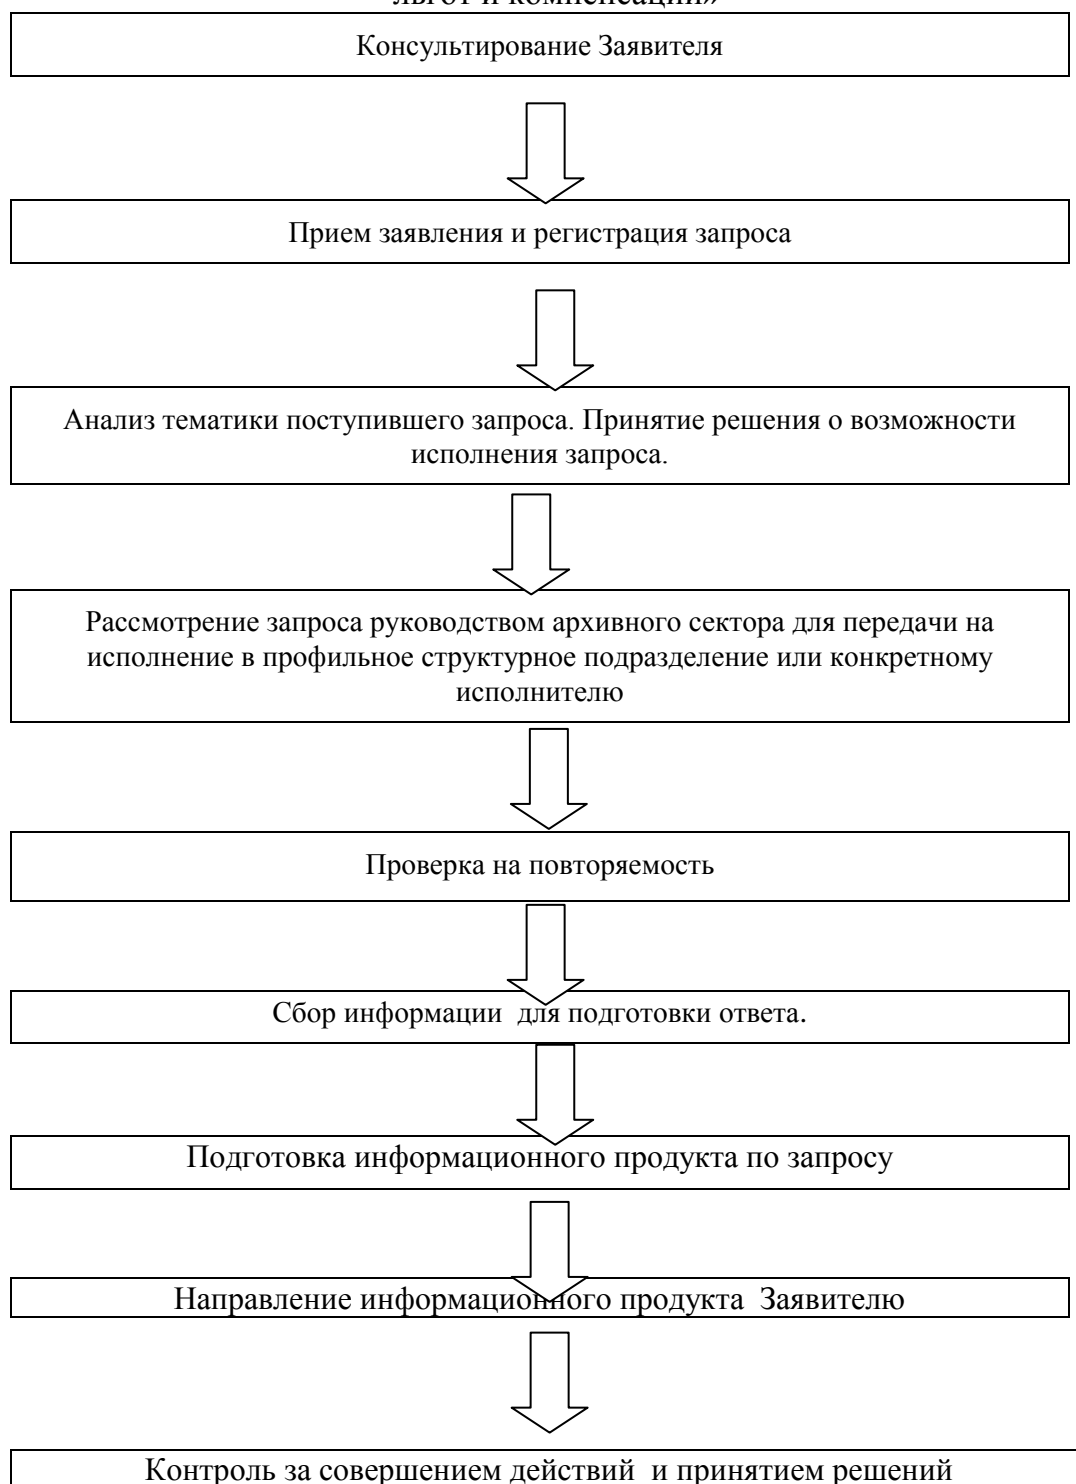 льгот и компенсаций»
Консультирование Заявителя
Прием заявления и регистрация запроса
Анализ тематики поступившего запроса. Принятие решения о возможности
исполнения запроса.
Рассмотрение запроса руководством архивного сектора для передачи на
исполнение в профильное структурное подразделение или конкретному
исполнителю
Проверка на повторяемость
Сбор информации  для подготовки ответа.
Подготовка информационного продукта по запросу
Направление информационного продукта  Заявителю
Контроль за совершением действий  и принятием решений